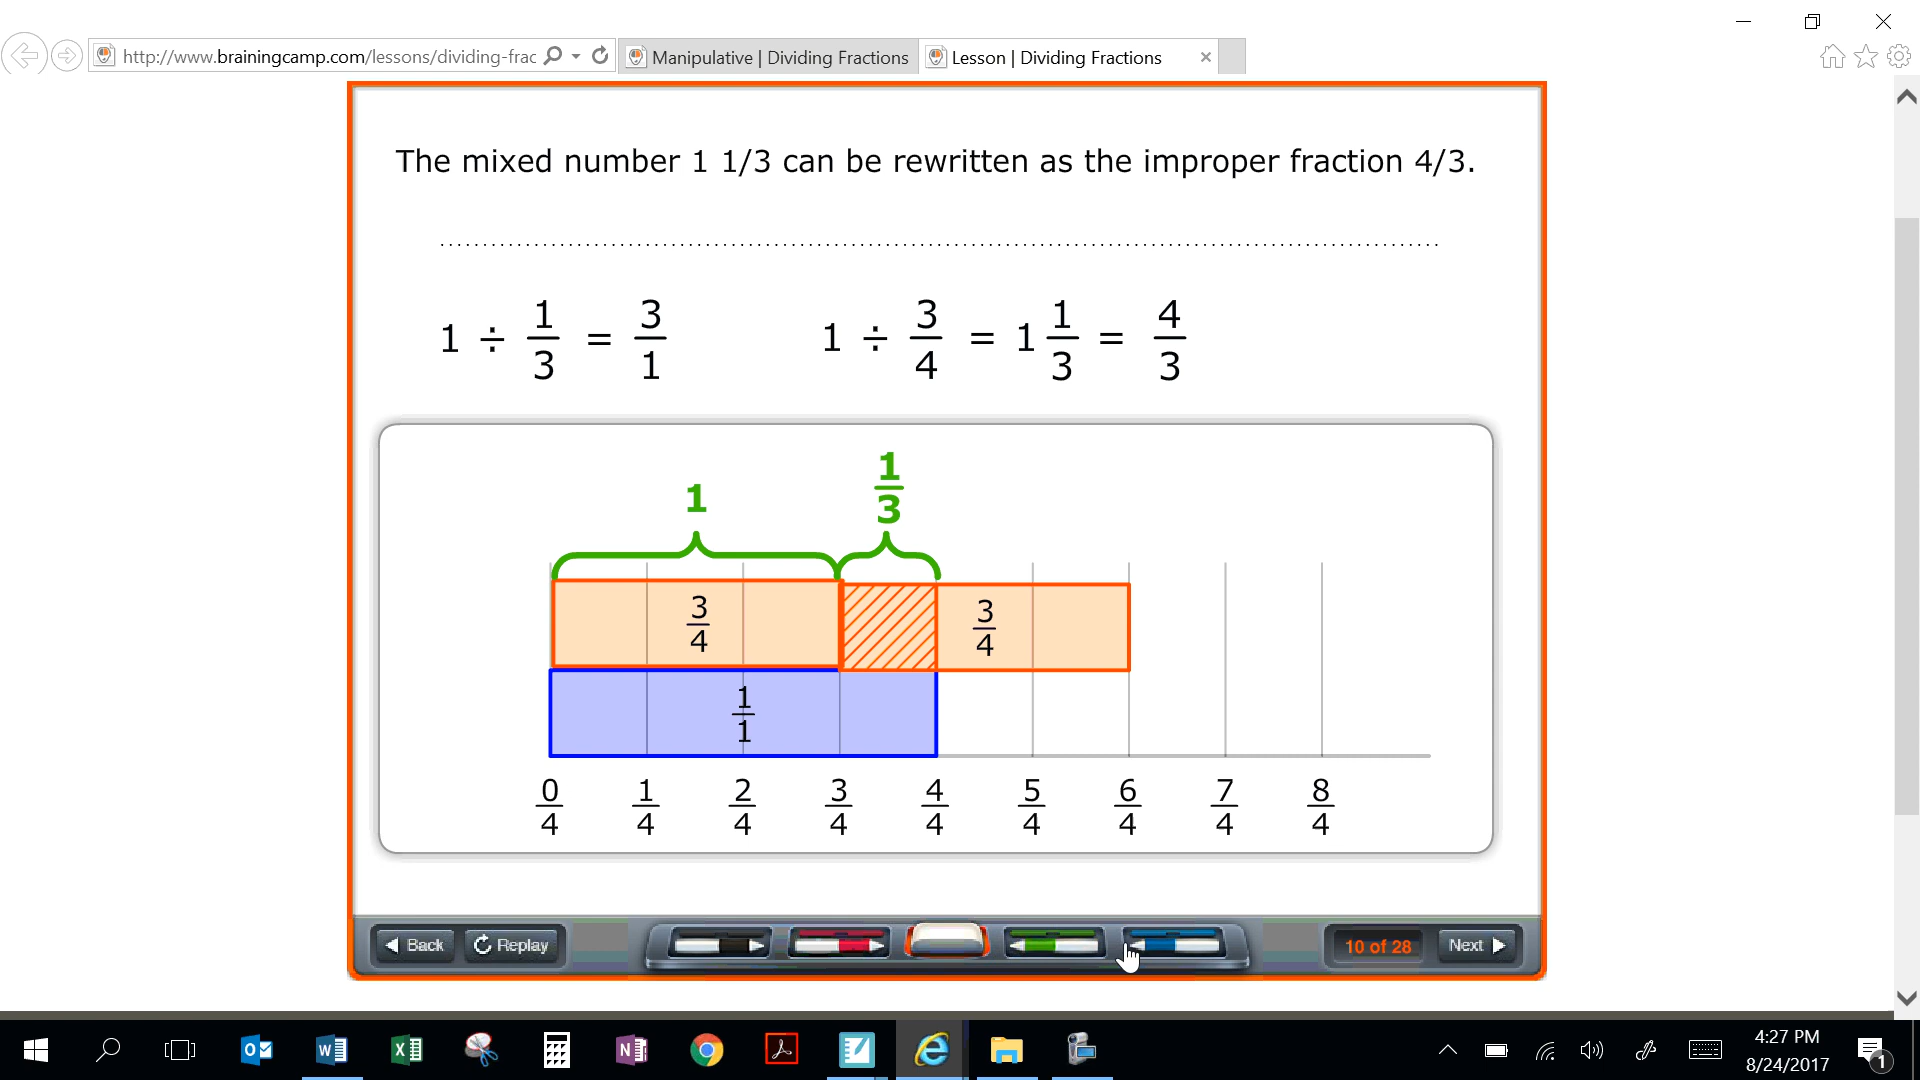 http://www.brainingcamp.com/lessons/dividing-frac
Manipulative | Dividing Fractions
Lesson | Dividing Fractions
The mixed number 1 1/3 can be rewritten as the improper fraction 4/3.
1 ÷ 1/3 = 3/1
1 ÷ 3/4 = 1 1/3 = 4/3
1
1/3
3/4
3/4
1/1
0/4 1/4 2/4 3/4 4/4 5/4 6/4 7/4 8/4
Back
Replay
10 of 28
Next
4:27 PM
8/24/2017
1